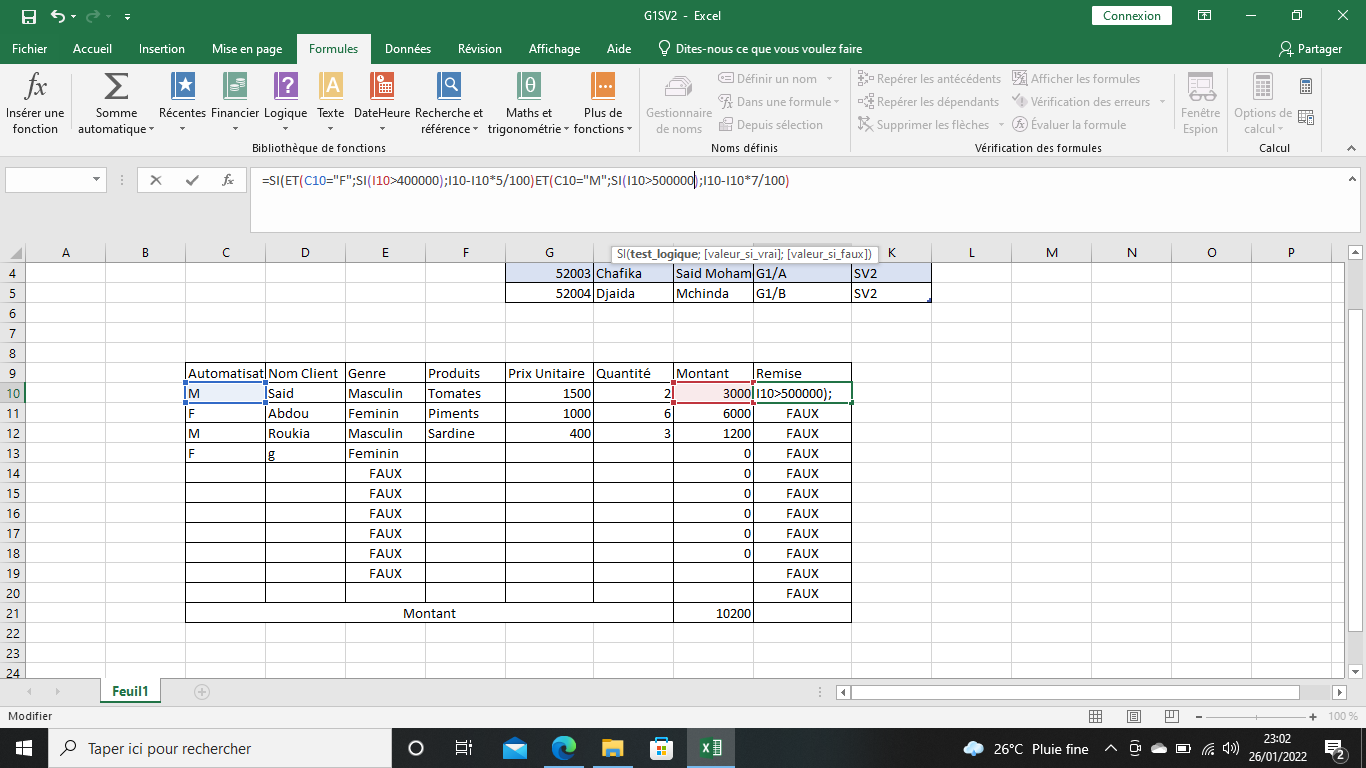 G1SV2 - Excel
Connexion
Fichier Accueil Insertion Mise en page Formules Données Révision Affichage Aide Dites-nous ce que vous voulez faire Partager
Insérer une fonction
Somme automatique
Récentes
Financier
Logique
Texte
DateHeure
Recherche et référence
Maths et trigonométrie
Plus de fonctions
Bibliothèque de fonctions
Gestionnaire de noms
Définir un nom
Dans une formule
Depuis sélection
Noms définis
Repérer les antécédents
Repérer les dépendants
Supprimer les flèches
Afficher les formules
Vérification des erreurs
Évaluer la formule
Vérification des formules
Fenêtre Espion
Options de calcul
Calcul
=SI(ET(C10="F";SI(I10>400000);I10-I10*5/100)ET(C10="M";SI(I10>500000);I10-I10*7/100)
SI(test_logique; [valeur_si_vrai]; [valeur_si_faux])
A B C D E F G K L M N O P
4 52003 Chafika Said Moham G1/A SV2
5 52004 Djaida Mchinda G1/B SV2
6
7
8
9 Automatisat Nom Client Genre Produits Prix Unitaire Quantité Montant Remise
10 M Said Masculin Tomates 1500 2 3000 I10>500000);
11 F Abdou Feminin Piments 1000 6 6000 FAUX
12 M Roukia Masculin Sardine 400 3 1200 FAUX
13 F g Feminin 0 FAUX
14 FAUX 0 FAUX
15 FAUX 0 FAUX
16 FAUX 0 FAUX
17 FAUX 0 FAUX
18 FAUX 0 FAUX
19 FAUX FAUX
20 FAUX
21 Montant 10200
22
23
24
Feuil1
Modifier
100 %
Taper ici pour rechercher
26°C Pluie fine
23:02
26/01/2022
2